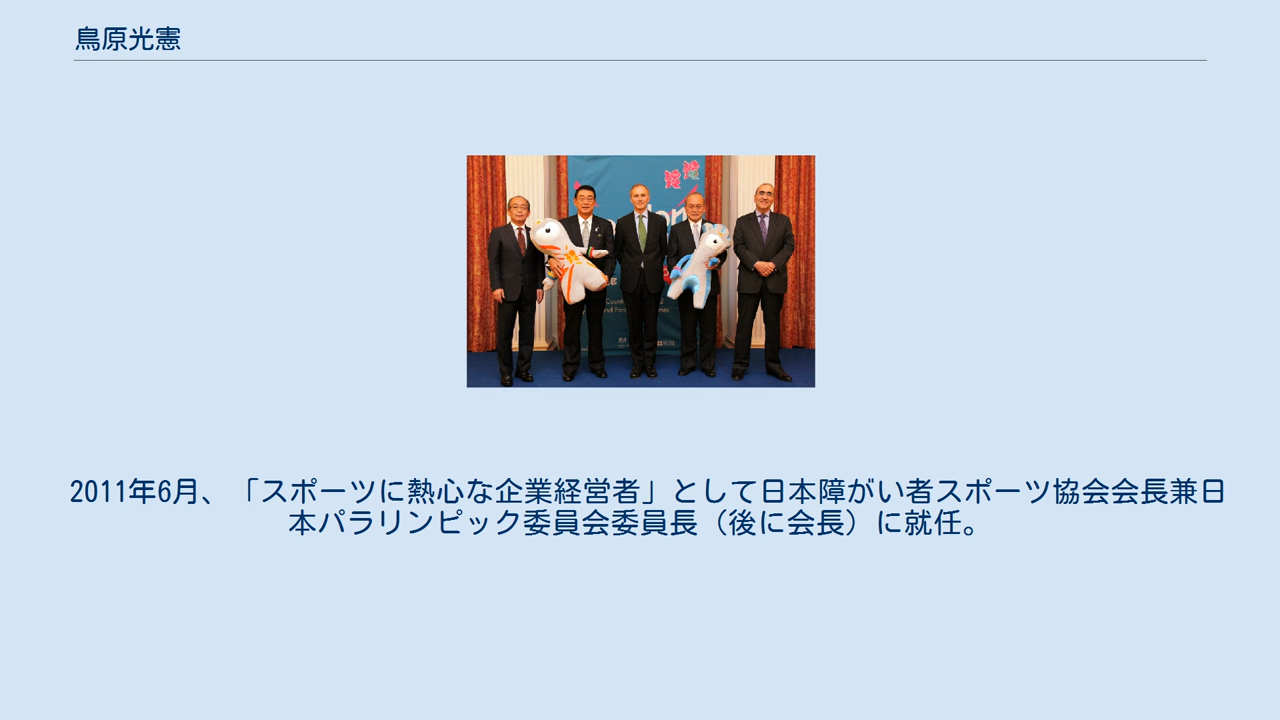 鳥原光憲
2011年6月、「スポーツに熱心な企業経営者」として日本障がい者スポーツ協会会長兼日
本パラリンピック委員会委員長（後に会長）に就任。